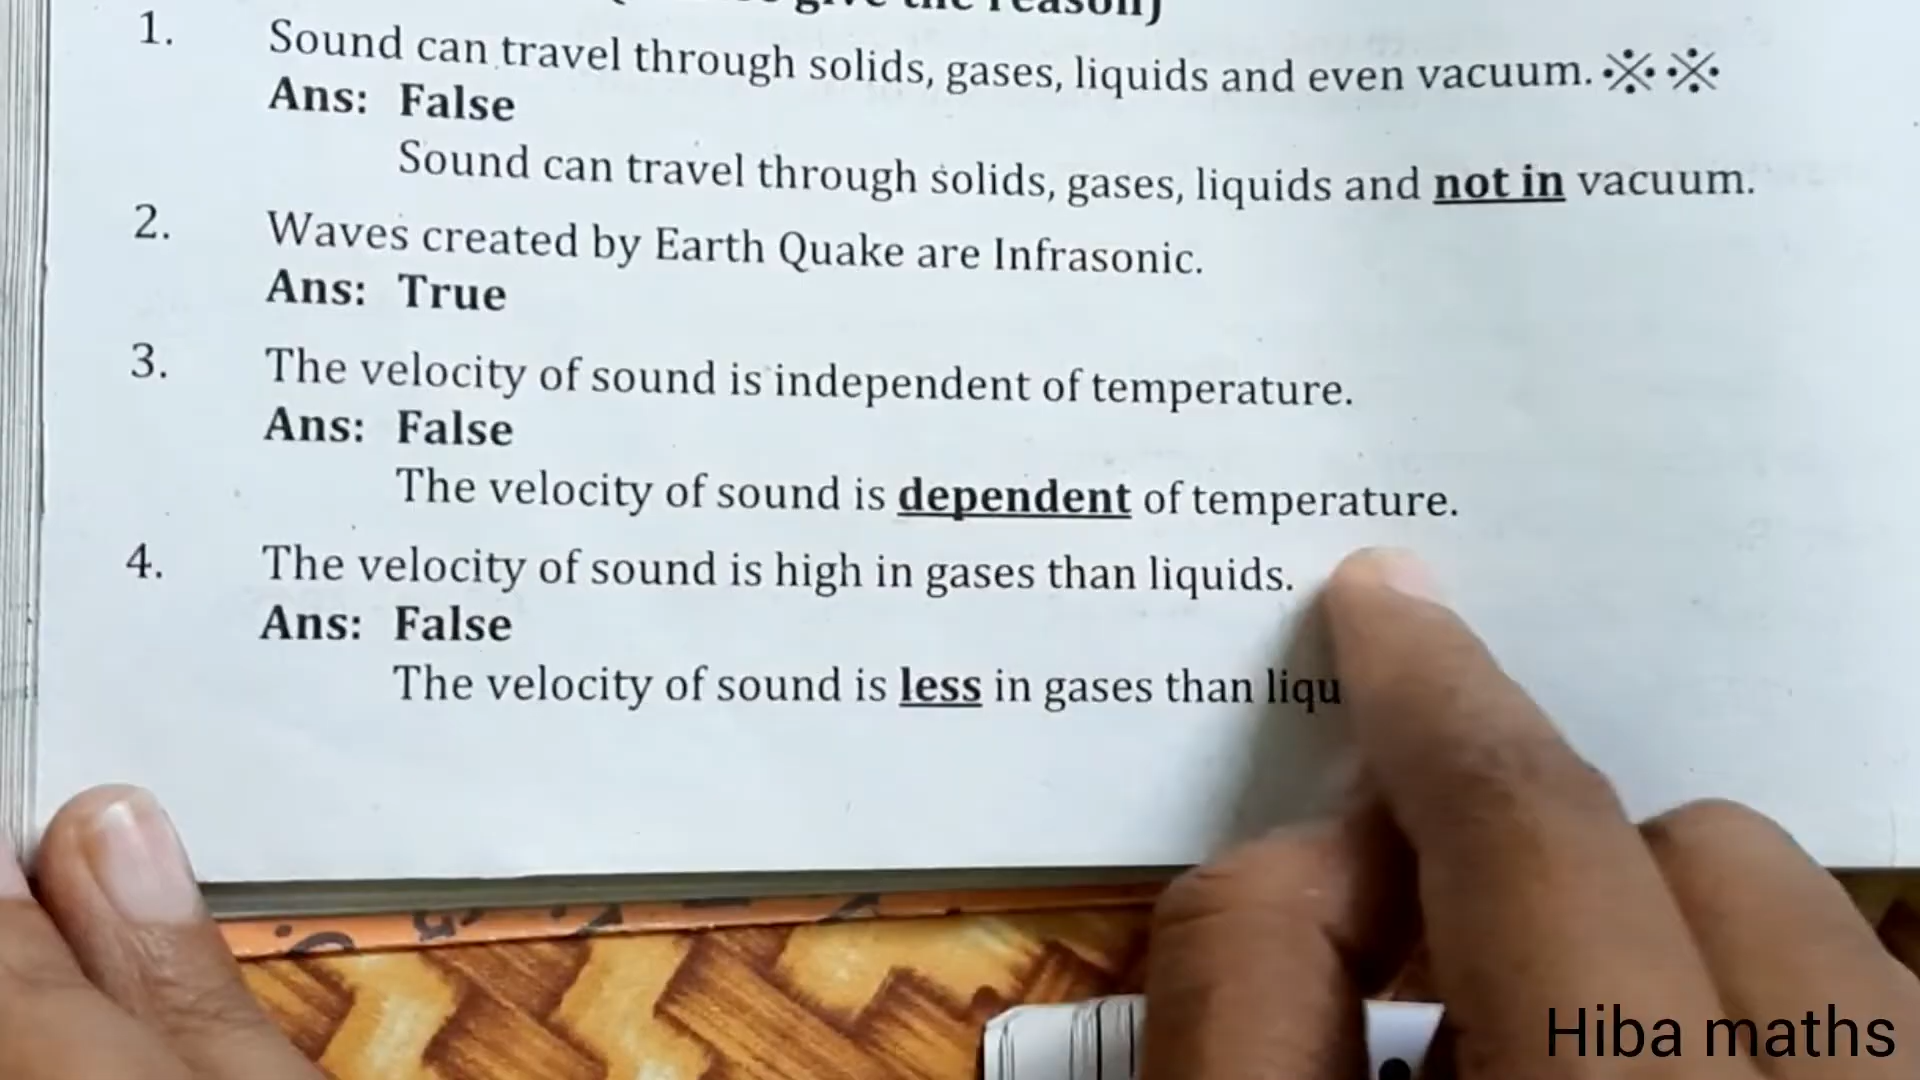 give the reason)
1. Sound can travel through solids, gases, liquids and even vacuum. ※ ※
Ans: False
Sound can travel through solids, gases, liquids and not in vacuum.
2. Waves created by Earth Quake are Infrasonic.
Ans: True
3. The velocity of sound is independent of temperature.
Ans: False
The velocity of sound is dependent of temperature.
4. The velocity of sound is high in gases than liquids.
Ans: False
The velocity of sound is less in gases than liqu
Hiba maths